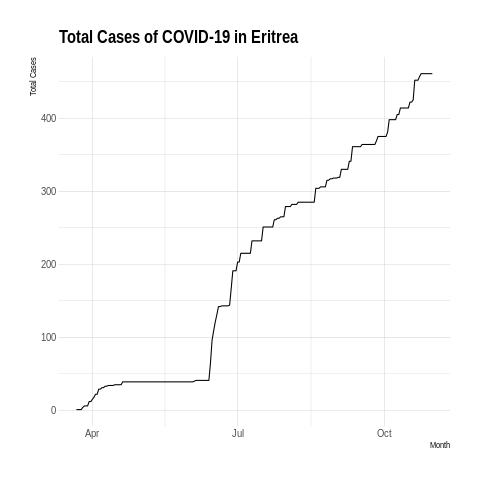 Total Cases of COVID-19 in Eritrea
Total Cases
400
300
200
100
0
Apr
Jul
Oct
Month